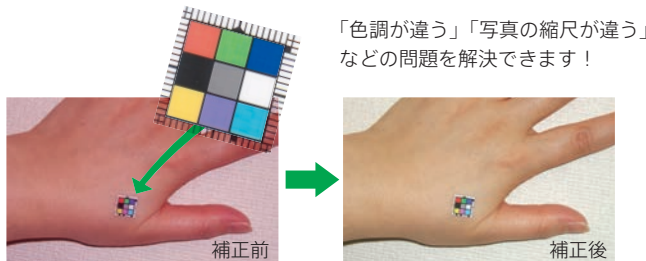 「色調が違う」「写真の縮尺が違う」
などの問題を解決できます！
補正前
補正後